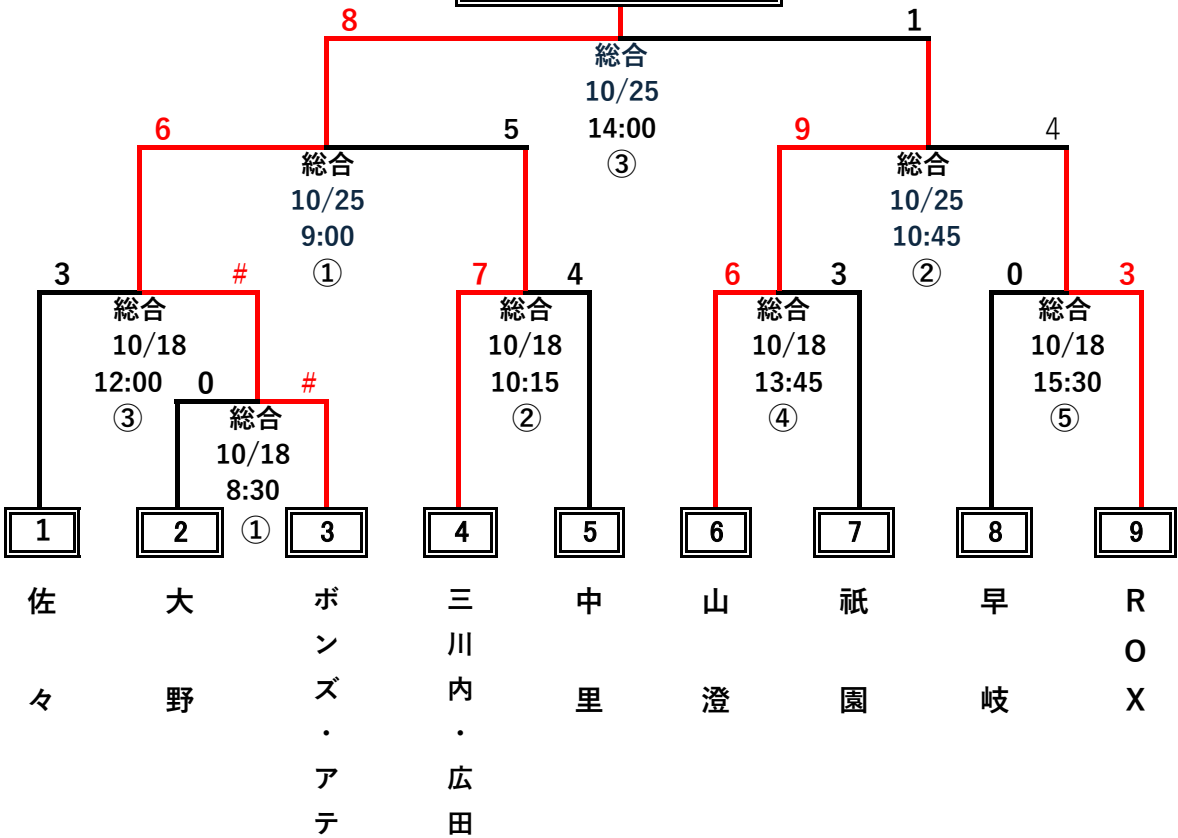 8 1
総合
10/25
14:00
③
6 5
総合
10/25
9:00
①
9 4
総合
10/25
10:45
②
3 #
総合
10/18
12:00
③
0 #
総合
10/18
8:30
①
7 4
総合
10/18
10:15
②
6 3
総合
10/18
13:45
④
0 3
総合
10/18
15:30
⑤
1 2 3 4 5 6 7 8 9
佐々
大野
ボンズ・アテ
三川内・広田
中里
山澄
祇園
早岐
ROX